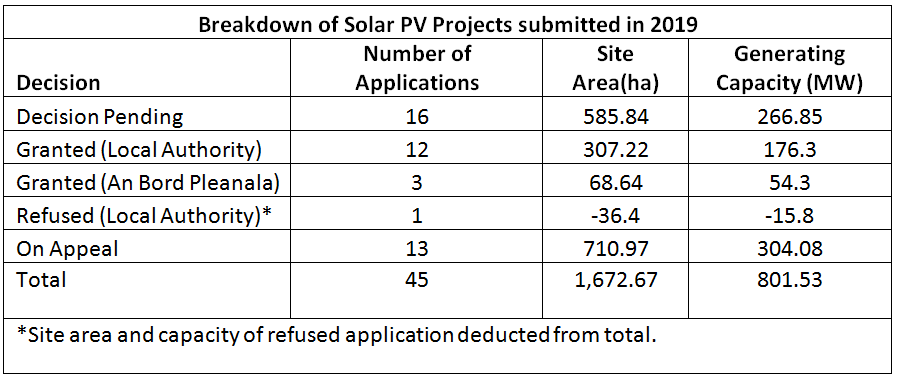 Breakdown of Solar PV Projects submitted in 2019
Decision Number of Applications Site Area(ha) Generating Capacity (MW)
Decision Pending 16 585.84 266.85
Granted (Local Authority) 12 307.22 176.3
Granted (An Bord Pleanala) 3 68.64 54.3
Refused (Local Authority)* 1 -36.4 -15.8
On Appeal 13 710.97 304.08
Total 45 1,672.67 801.53
*Site area and capacity of refused application deducted from total.